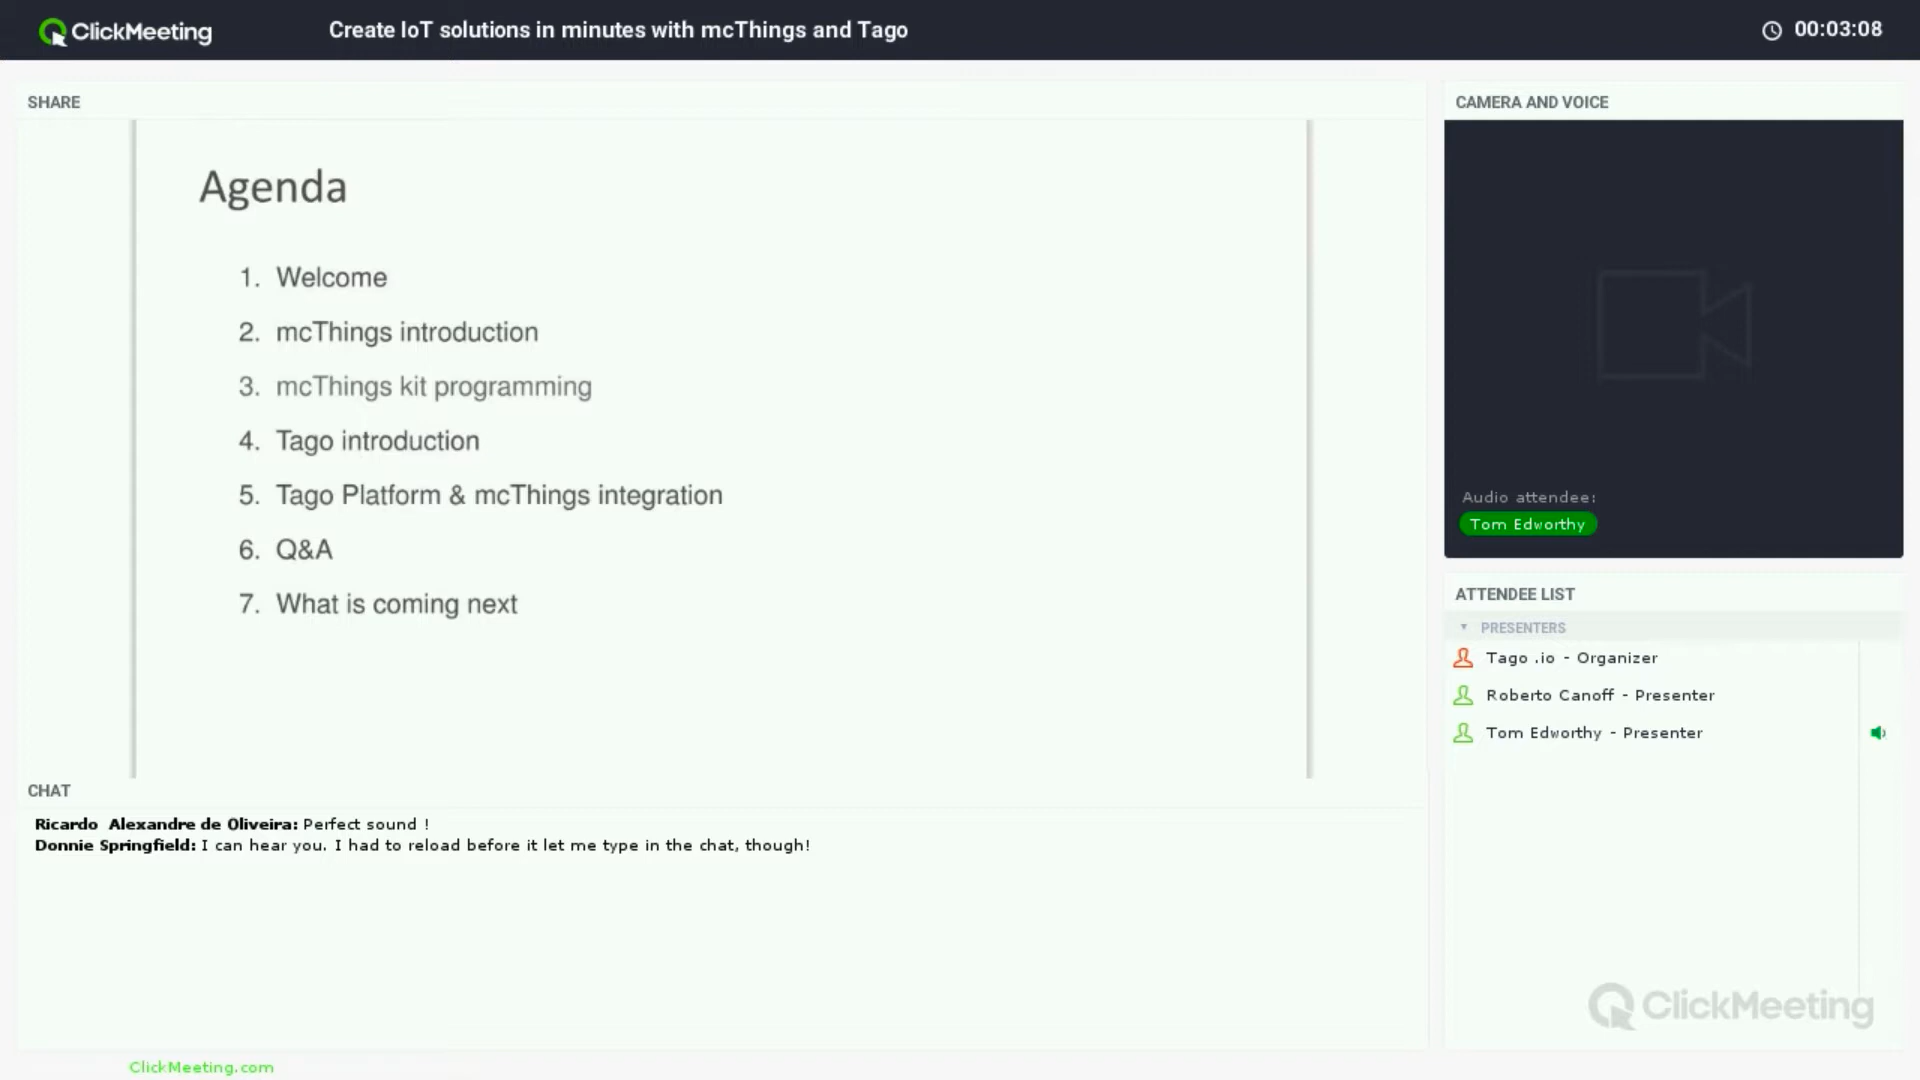 ClickMeeting
Create IoT solutions in minutes with mcThings and Tago
00:03:08
SHARE
Agenda
1. Welcome
2. mcThings introduction
3. mcThings kit programming
4. Tago introduction
5. Tago Platform & mcThings integration
6. Q&A
7. What is coming next
CHAT
Ricardo Alexandre de Oliveira: Perfect sound !
Donnie Springfield: I can hear you. I had to reload before it let me type in the chat, though!
CAMERA AND VOICE
Audio attendee:
Tom Edworthy
ATTENDEE LIST
PRESENTERS
Tago .io - Organizer
Roberto Canoff - Presenter
Tom Edworthy - Presenter
ClickMeeting
ClickMeeting.com